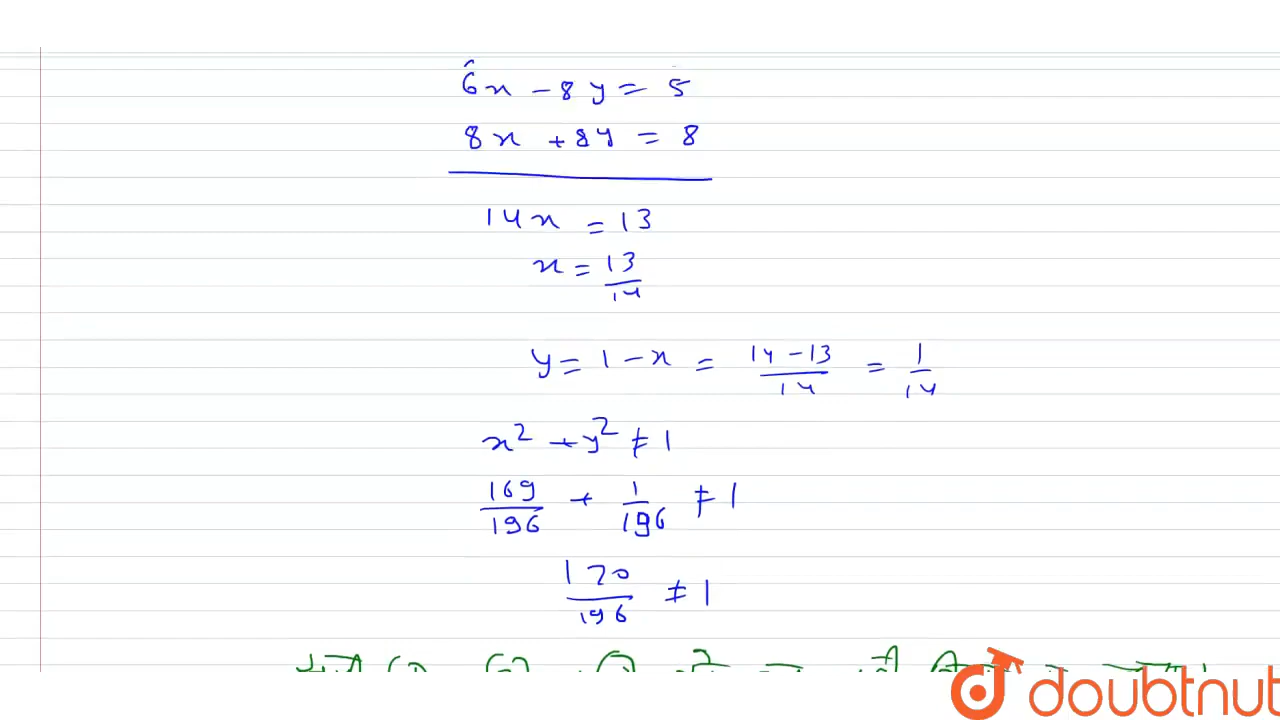 6x - 8y = 5
8x + 8y = 8
14x = 13
x = 13/14
y = 1 - x = 14 - 13/14 = 1/14
x² + y² ≠ 1
169/196 + 1/196 ≠ 1
170/196 ≠ 1
doubtnut